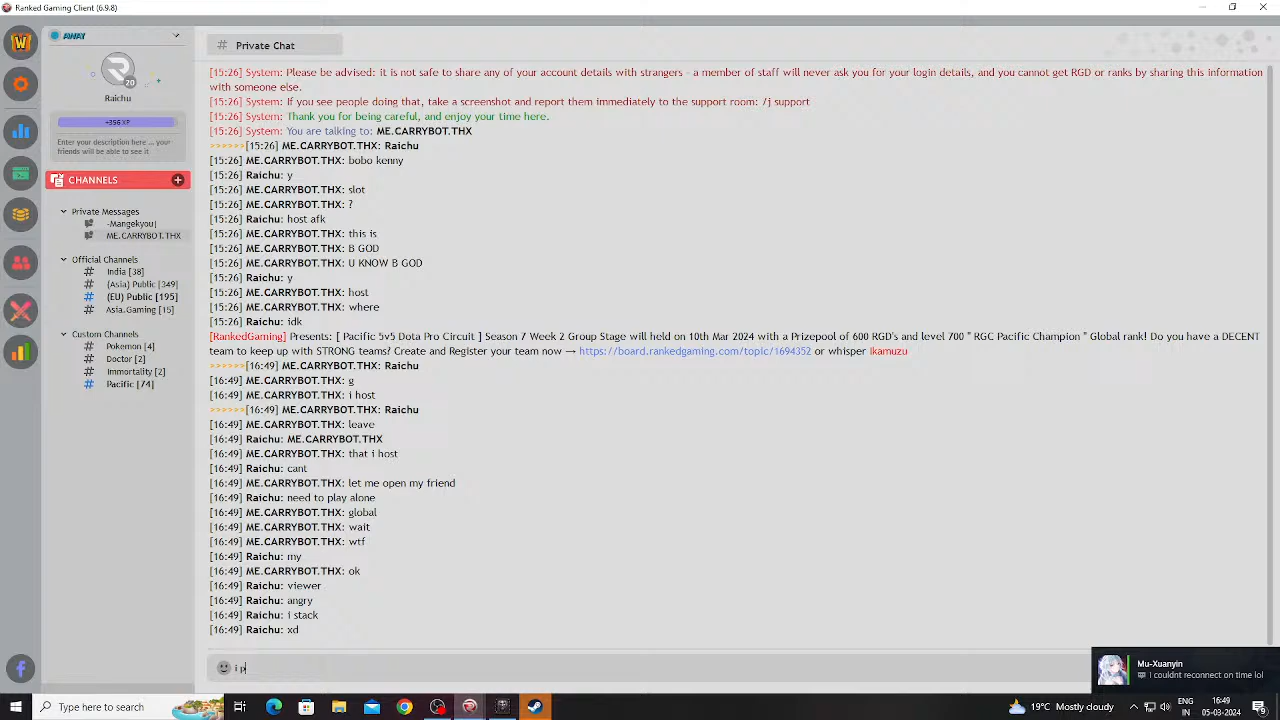 Ranked Gaming Client (6.9.8)
ANAY
# Private Chat
20
Raichu
+356 XP
Enter your description here ... your
friends will be able to see it
CHANNELS
Private Messages
-Mangekyou|
ME.CARRYBOT.THX
Official Channels
# India [38]
# (Asia) Public [349]
# (EU) Public [195]
# Asia.Gaming [15]
Custom Channels
# Pokemon [4]
# Doctor [2]
# Immortality [2]
# Pacific [74]
[15:26] System: Please be advised: it is not safe to share any of your account details with strangers - a member of staff will never ask you for your login details, and you cannot get RGD or ranks by sharing this information
with someone else.
[15:26] System: If you see people doing that, take a screenshot and report them immediately to the support room: /j support
[15:26] System: Thank you for being careful, and enjoy your time here.
[15:26] System: You are talking to: ME.CARRYBOT.THX
>>>>>>[15:26] ME.CARRYBOT.THX: Raichu
[15:26] ME.CARRYBOT.THX: bobo kenny
[15:26] Raichu: y
[15:26] ME.CARRYBOT.THX: slot
[15:26] ME.CARRYBOT.THX: ?
[15:26] Raichu: host afk
[15:26] ME.CARRYBOT.THX: this is
[15:26] ME.CARRYBOT.THX: B GOD
[15:26] ME.CARRYBOT.THX: U KNOW B GOD
[15:26] Raichu: y
[15:26] ME.CARRYBOT.THX: host
[15:26] ME.CARRYBOT.THX: where
[15:26] Raichu: idk
[RankedGaming] Presents: [ Pacific 5v5 Dota Pro Circuit ] Season 7 Week 2 Group Stage will held on 10th Mar 2024 with a Prizepool of 600 RGD's and level 700 " RGC Pacific Champion " Global rank! Do you have a DECENT
team to keep up with STRONG teams? Create and Register your team now → https://board.rankedgaming.com/topic/1694352 or whisper Ikamuzu
>>>>>>[16:49] ME.CARRYBOT.THX: Raichu
[16:49] ME.CARRYBOT.THX: g
[16:49] ME.CARRYBOT.THX: i host
>>>>>>[16:49] ME.CARRYBOT.THX: Raichu
[16:49] ME.CARRYBOT.THX: leave
[16:49] Raichu: ME.CARRYBOT.THX
[16:49] ME.CARRYBOT.THX: that i host
[16:49] Raichu: cant
[16:49] ME.CARRYBOT.THX: let me open my friend
[16:49] Raichu: need to play alone
[16:49] ME.CARRYBOT.THX: global
[16:49] ME.CARRYBOT.THX: wait
[16:49] ME.CARRYBOT.THX: wtf
[16:49] Raichu: my
[16:49] ME.CARRYBOT.THX: ok
[16:49] Raichu: viewer
[16:49] Raichu: angry
[16:49] Raichu: i stack
[16:49] Raichu: xd
i p
Mu-Xuanyin
I couldnt reconnect on time lol
Type here to search
19°C Mostly cloudy
ENG
IN
16:49
05-03-2024
2